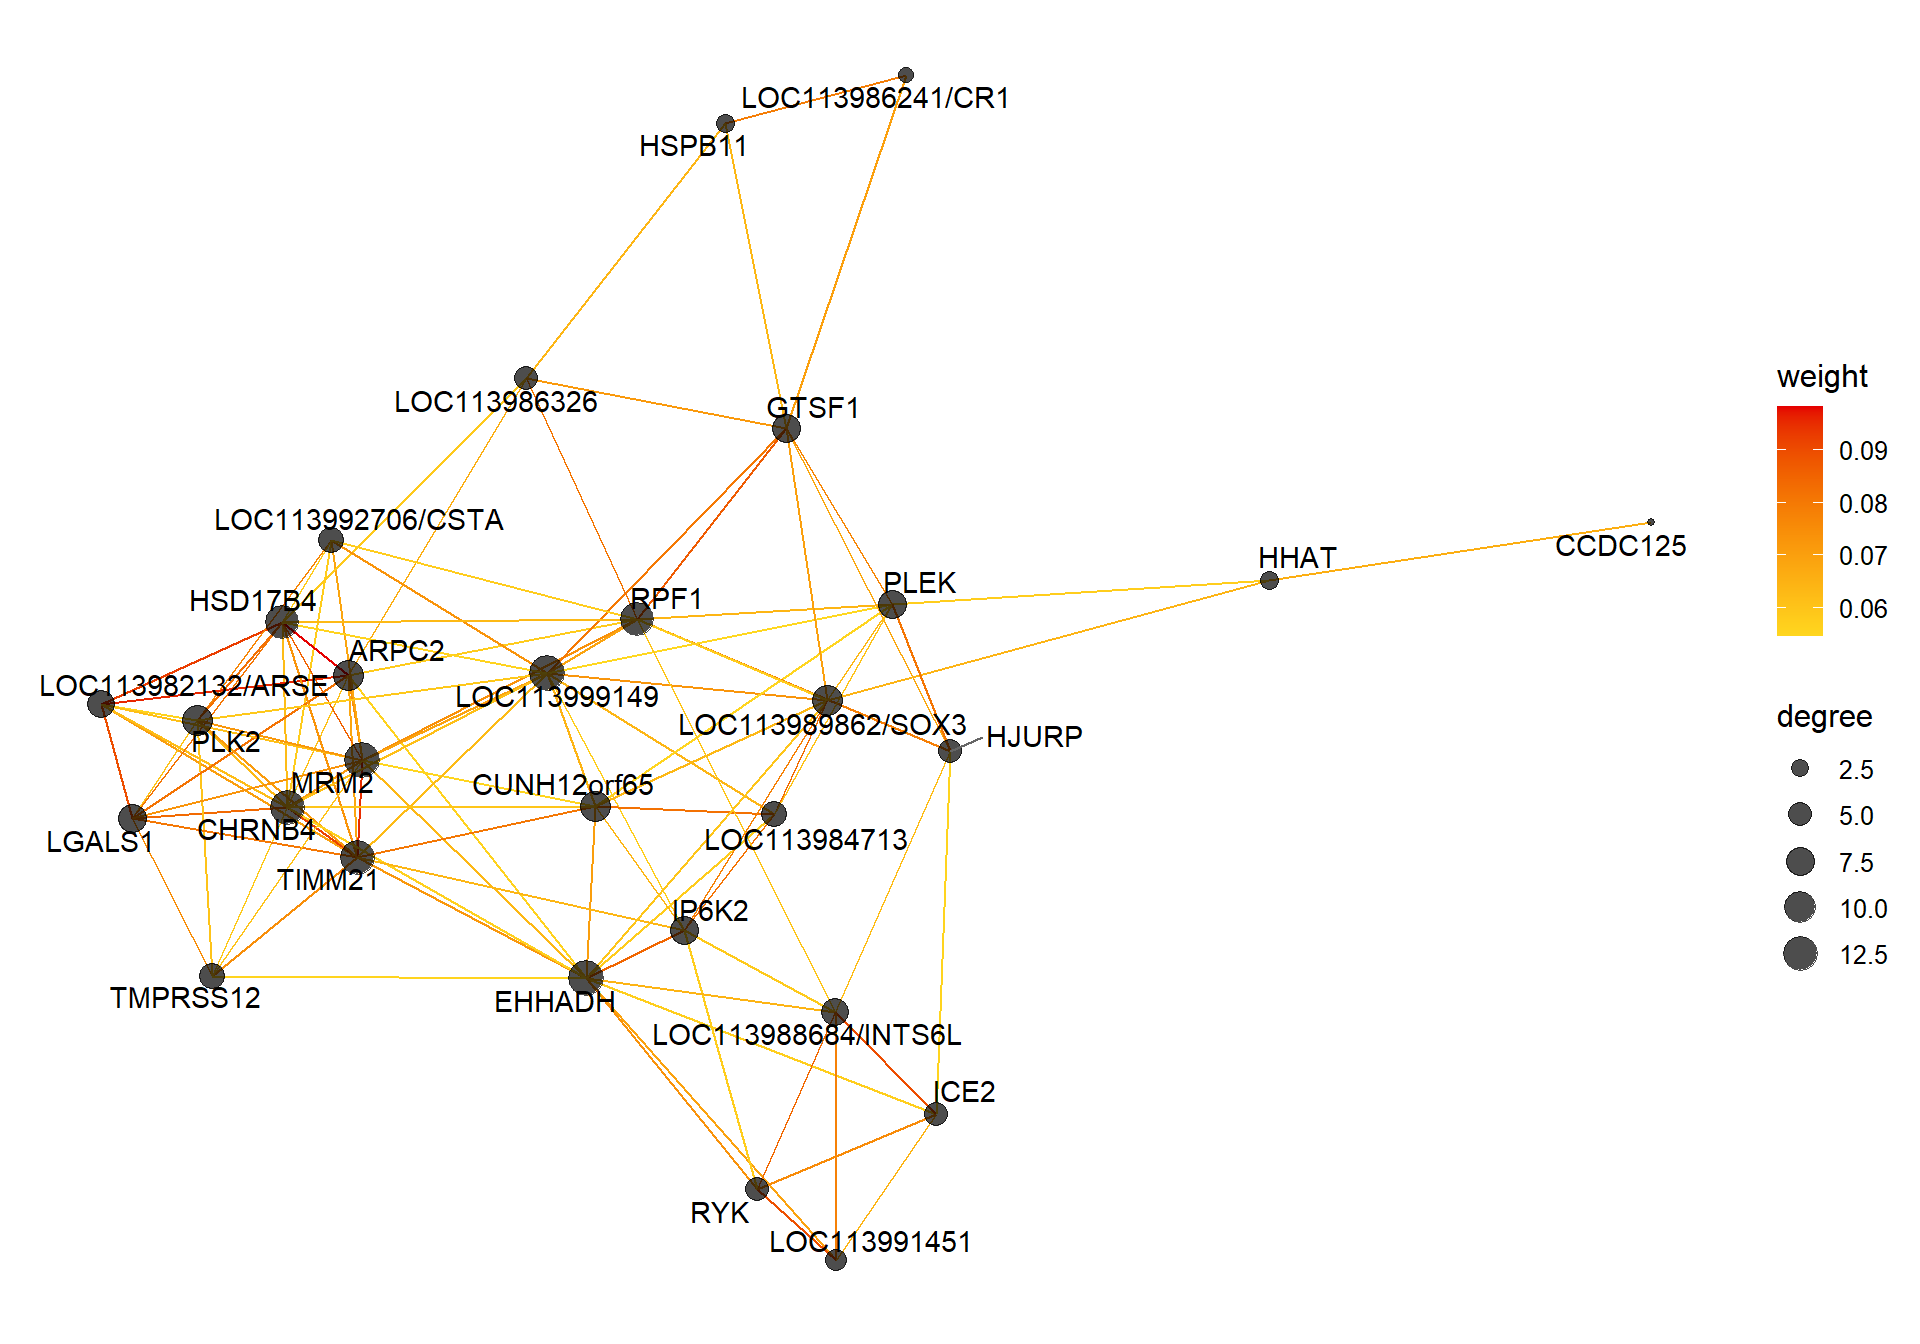 LOC113986241/CR1
HSPB11
LOC113986326
GTSF1
LOC113992706/CSTA
CCDC125
HHAT
PLEK
HSD17B4
RPF1
ARPC2
LOC113982132/ARSE
LOC113999149
LOC113989862/SOX3
HJURP
PLK2
MRM2
CUNH12orf65
CHRNB4
LGALS1
LOC113984713
TIMM21
IP6K2
TMPRSS12
EHHADH
LOC113988684/INTS6L
ICE2
RYK
LOC113991451
weight
0.09
0.08
0.07
0.06
degree
2.5
5.0
7.5
10.0
12.5